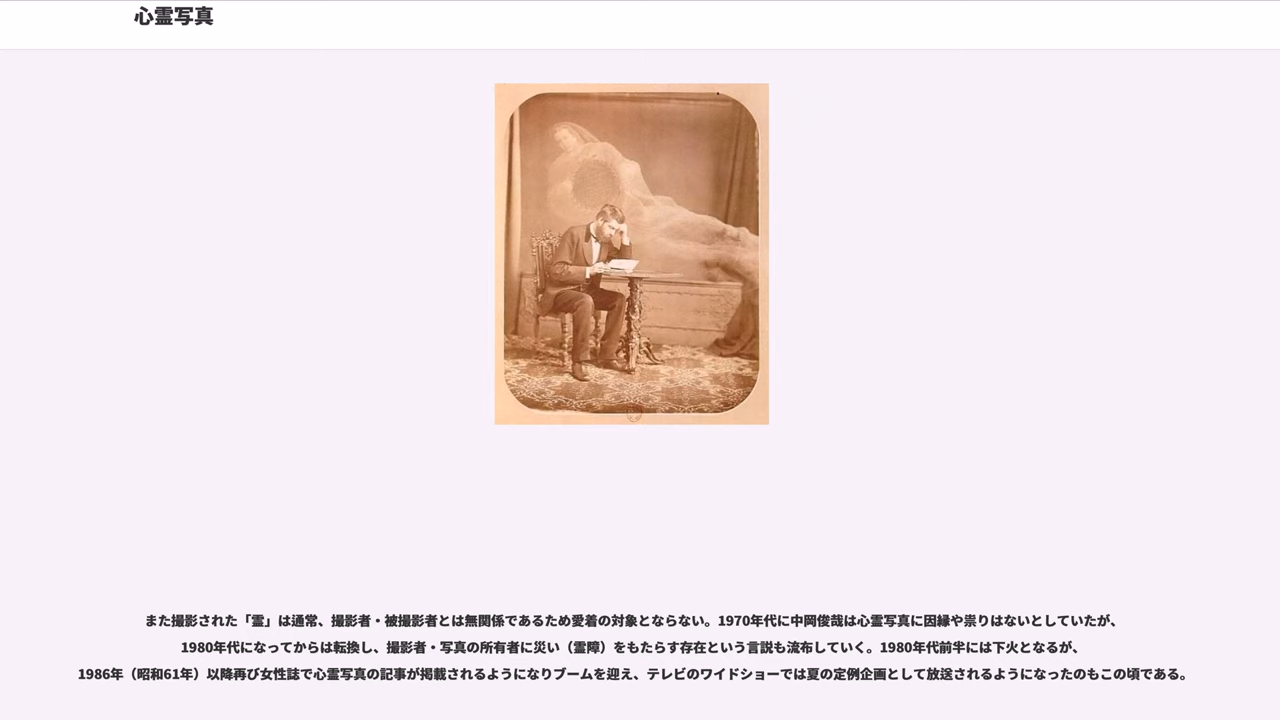 心霊写真
また撮影された「霊」は通常、撮影者・被撮影者とは無関係であるため愛着の対象とならない。1970年代に中岡俊哉は心霊写真に因縁や祟りはないとしていたが、
1980年代になってからは転換し、撮影者・写真の所有者に災い（霊障）をもたらす存在という言説も流布していく。1980年代前半には下火となるが、
1986年（昭和61年）以降再び女性誌で心霊写真の記事が掲載されるようになりブームを迎え、テレビのワイドショーでは夏の定例企画として放送されるようになったのもこの頃である。